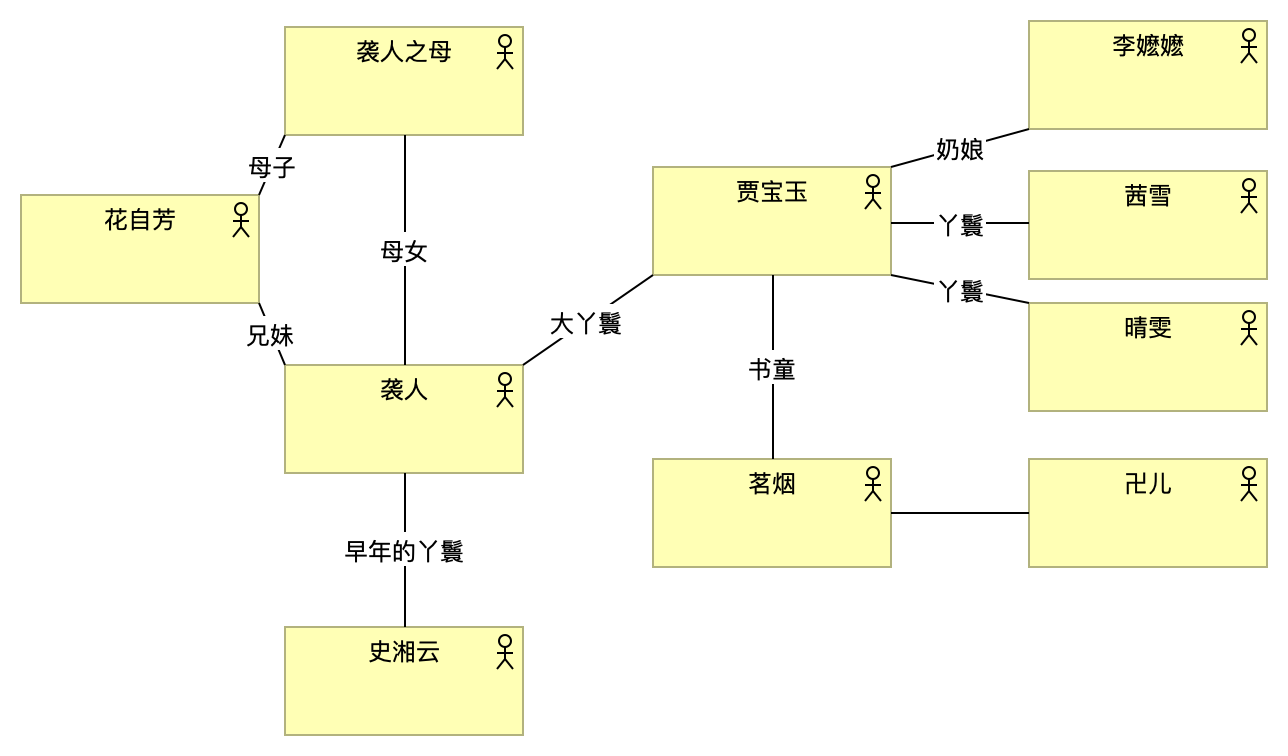 袭人之母
李嬷嬷
奶娘
母子
贾宝玉
茜雪
花自芳
丫鬟
母女
丫鬟
大丫鬟
晴雯
兄妹
书童
袭人
茗烟
卍儿
早年的丫鬟
史湘云